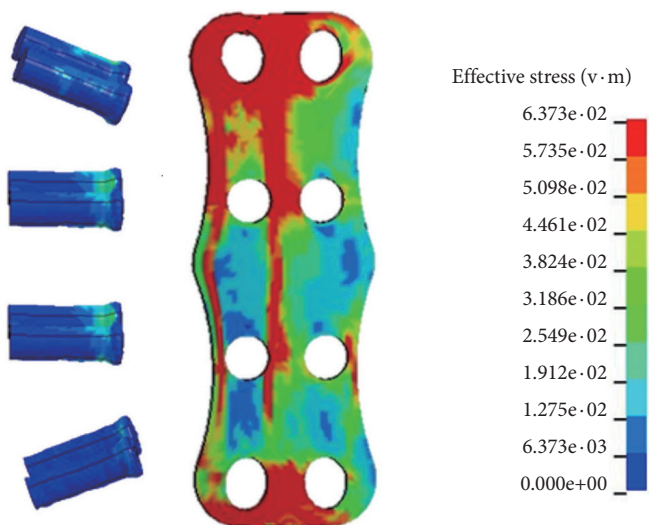 Effective stress (v·m)
6.373e·02
5.735e·02
5.098e·02
4.461e·02
3.824e·02
3.186e·02
2.549e·02
1.912e·02
1.275e·02
6.373e·03
0.000e+00